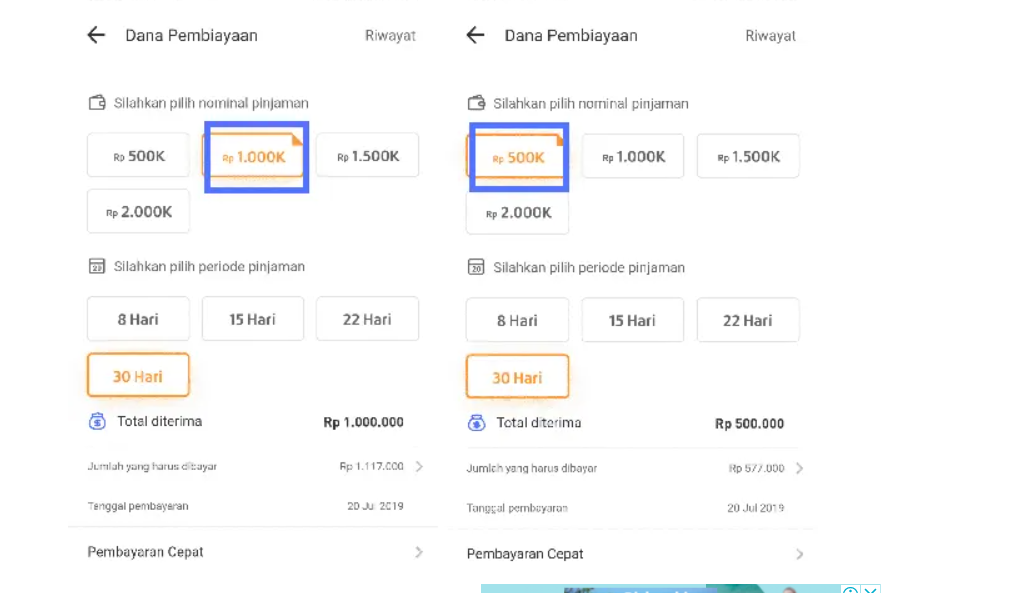 Dana Pembiayaan
Riwayat
Silahkan pilih nominal pinjaman
Rp 500K
Rp 1.000K
Rp 1.500K
Rp 2.000K
20
Silahkan pilih periode pinjaman
8 Hari
15 Hari
22 Hari
30 Hari
Total diterima
Rp 1.000.000
Jumlah yang harus dibayar
Rp 1.117.000
Tanggal pembayaran
20 Jul 2019
Pembayaran Cepat
Dana Pembiayaan
Riwayat
Silahkan pilih nominal pinjaman
Rp 500K
Rp 1.000K
Rp 1.500K
Rp 2.000K
20
Silahkan pilih periode pinjaman
8 Hari
15 Hari
22 Hari
30 Hari
Total diterima
Rp 500.000
Jumlah yang harus dibayar
Rp 577.000
Tanggal pembayaran
20 Jul 2019
Pembayaran Cepat